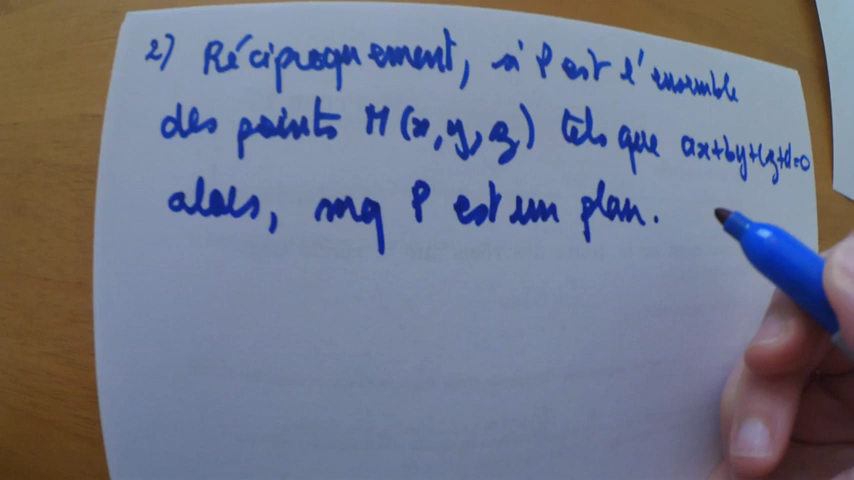 2) Réciproquement, si P est l'ensemble
des points M(x, y, z) tels que ax+by+cz+d=0
alors, mq P est un plan.